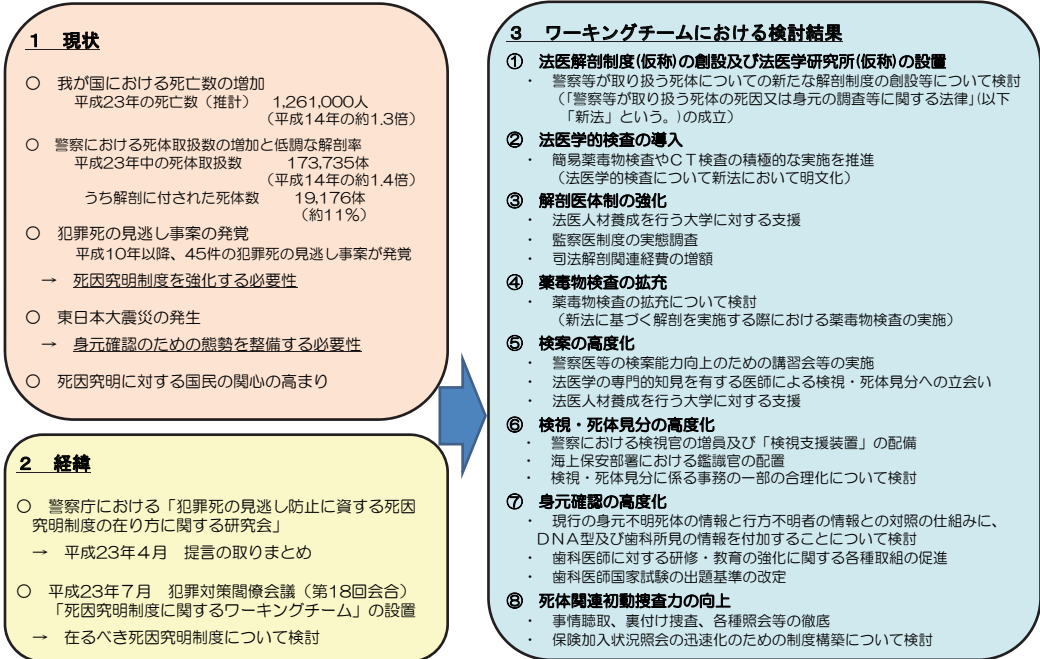 1　現状
○　我が国における死亡数の増加
平成23年の死亡数（推計）　1,261,000人
（平成14年の約1.3倍）
○　警察における死体取扱数の増加と低調な解剖率
平成23年中の死体取扱数　173,735体
（平成14年の約1.4倍）
うち解剖に付された死体数　19,176体
（約11％）
○　犯罪死の見逃し事案の発覚
平成10年以降、45件の犯罪死の見逃し事案が発覚
→　死因究明制度を強化する必要性
○　東日本大震災の発生
→　身元確認のための態勢を整備する必要性
○　死因究明に対する国民の関心の高まり
2　経緯
○　警察庁における「犯罪死の見逃し防止に資する死因
究明制度の在り方に関する研究会」
→　平成23年４月　提言の取りまとめ
○　平成23年７月　犯罪対策閣僚会議（第18回会合）
「死因究明制度に関するワーキングチーム」の設置
→　在るべき死因究明制度について検討
3　ワーキングチームにおける検討結果
①　法医解剖制度(仮称)の創設及び法医学研究所(仮称)の設置
・　警察等が取り扱う死体についての新たな解剖制度の創設等について検討
（「警察等が取り扱う死体の死因又は身元の調査等に関する法律」(以下
「新法」という。)の成立）
②　法医学的検査の導入
・　簡易薬毒物検査やＣＴ検査の積極的な実施を推進
（法医学的検査について新法において明文化）
③　解剖医体制の強化
・　法医人材養成を行う大学に対する支援
・　監察医制度の実態調査
・　司法解剖関連経費の増額
④　薬毒物検査の拡充
・　薬毒物検査の拡充について検討
（新法に基づく解剖を実施する際における薬毒物検査の実施）
⑤　検案の高度化
・　警察医等の検案能力向上のための講習会等の実施
・　法医学の専門的知見を有する医師による検視・死体見分への立会い
・　法医人材養成を行う大学に対する支援
⑥　検視・死体見分の高度化
・　警察における検視官の増員及び「検視支援装置」の配備
・　海上保安部署における鑑識官の配置
・　検視・死体見分に係る事務の一部の合理化について検討
⑦　身元確認の高度化
・　現行の身元不明死体の情報と行方不明者の情報との対照の仕組みに、
ＤＮＡ型及び歯科所見の情報を付加することについて検討
・　歯科医師に対する研修・教育の強化に関する各種取組の促進
・　歯科医師国家試験の出題基準の改定
⑧　死体関連初動捜査力の向上
・　事情聴取、裏付け捜査、各種照会等の徹底
・　保険加入状況照会の迅速化のための制度構築について検討